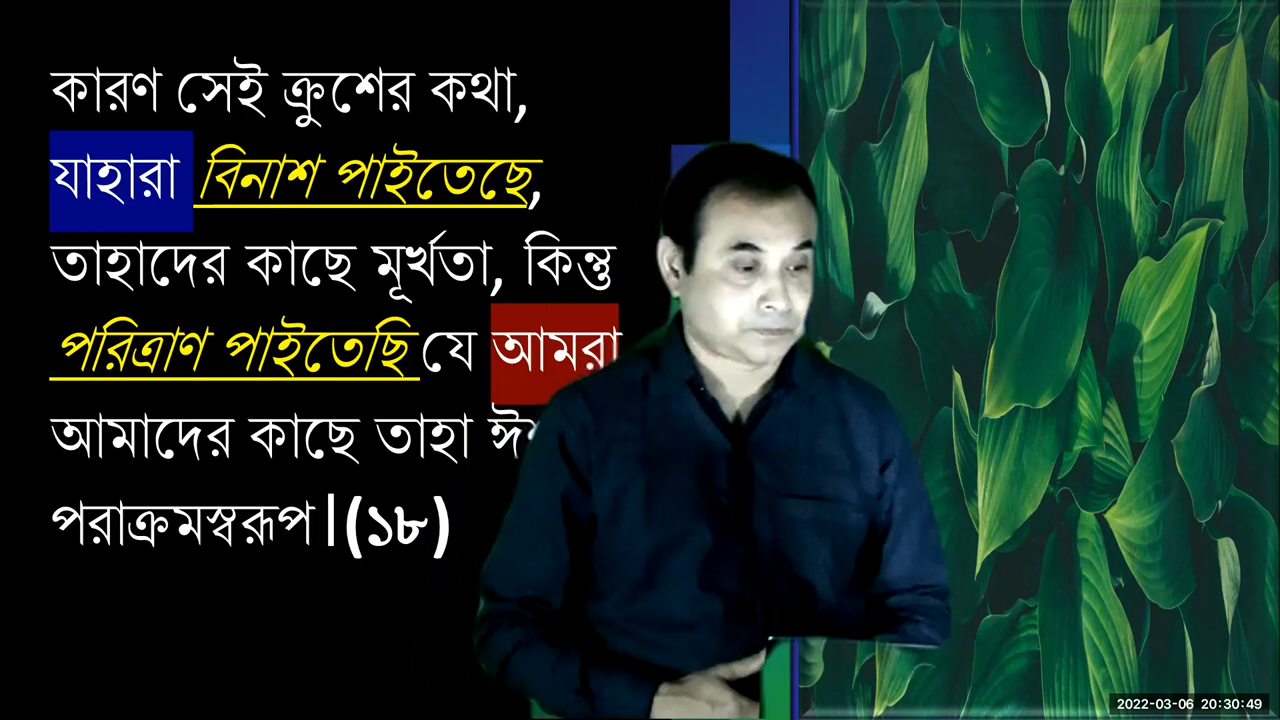 কারণ সেই ক্রুশের কথা,
যাহারা বিনাশ পাইতেছে,
তাহাদের কাছে মূর্খতা, কিন্তু
পরিত্রাণ পাইতেছি যে আমরা
আমাদের কাছে তাহা
পরাক্রমস্বরূপ।(১৮)
2022-03-06 20:30:49